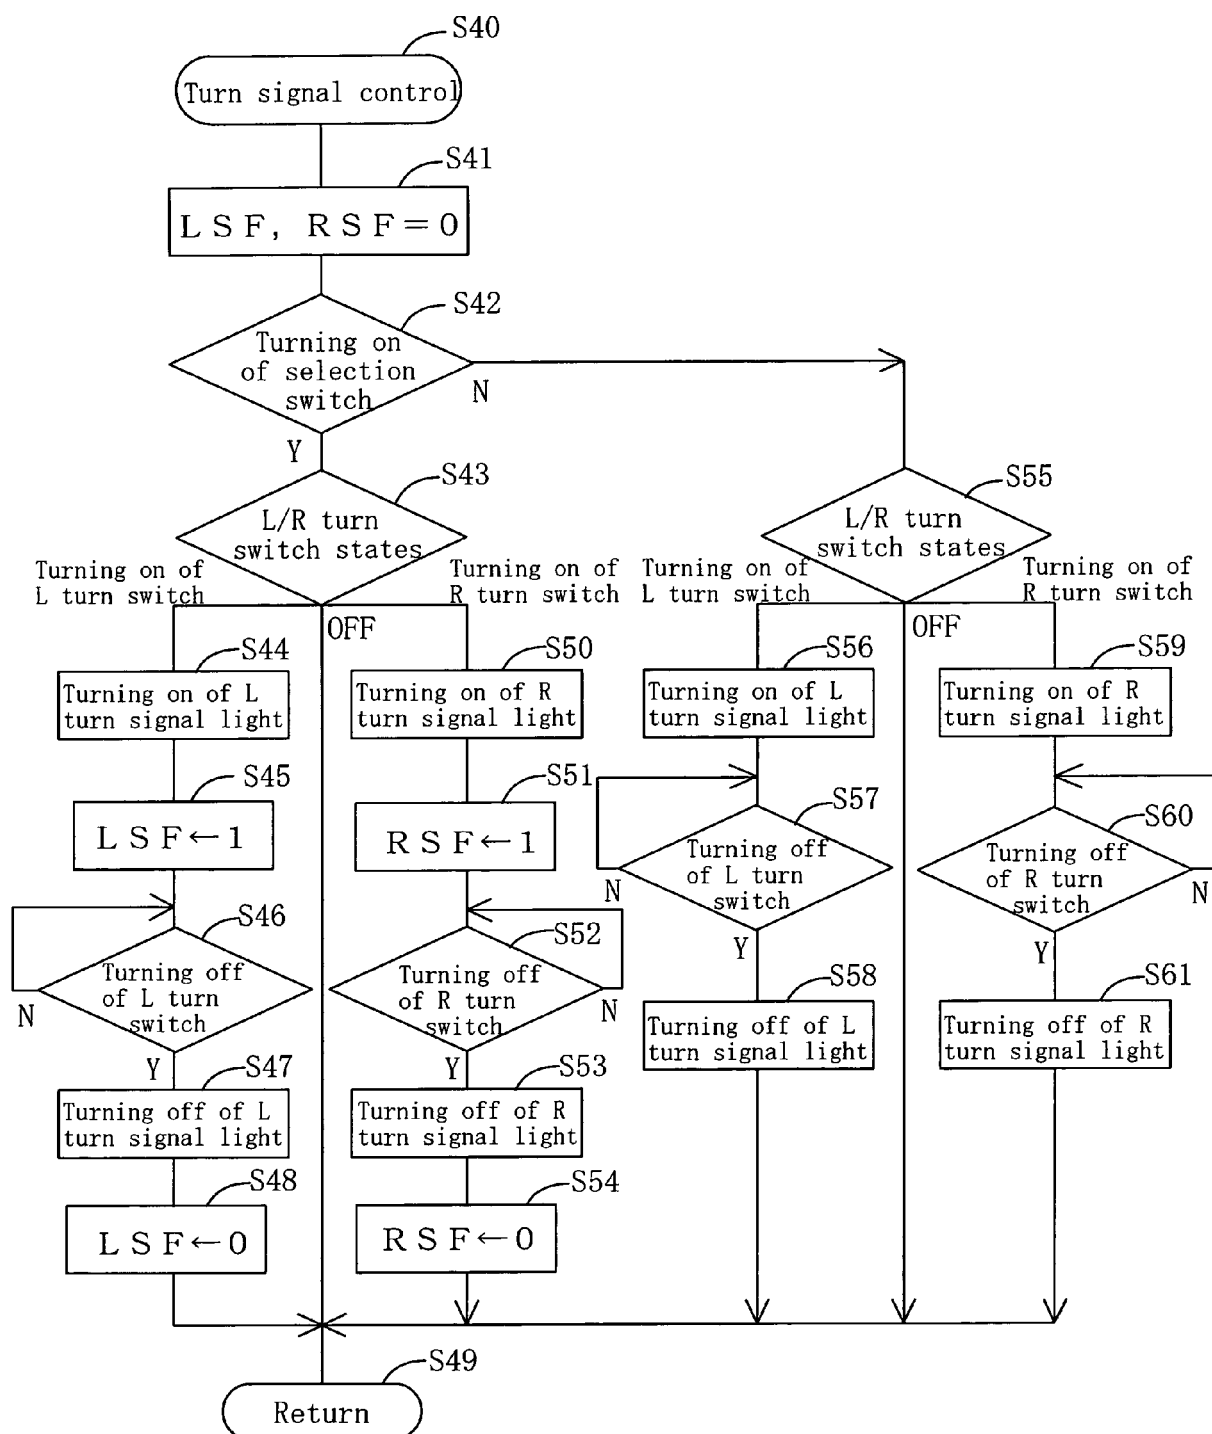 S40
Turn signal control
S41
LSF, RSF=0
S42
Turning on
of selection
switch
N
Y
S43
L/R turn
switch states
S55
L/R turn
switch states
Turning on of
L turn switch
OFF
Turning on of
R turn switch
Turning on of
L turn switch
OFF
Turning on of
R turn switch
S44
Turning on of L
turn signal light
S50
Turning on of R
turn signal light
S56
Turning on of L
turn signal light
S59
Turning on of R
turn signal light
S45
LSF←1
S51
RSF←1
S57
Turning off
of L turn
switch
N
Y
S60
Turning off
of R turn
switch
N
Y
S46
Turning off
of L turn
switch
N
Y
S52
Turning off
of R turn
switch
N
Y
S58
Turning off of L
turn signal light
S61
Turning off of R
turn signal light
S47
Turning off of L
turn signal light
S53
Turning off of R
turn signal light
S48
LSF←0
S54
RSF←0
S49
Return